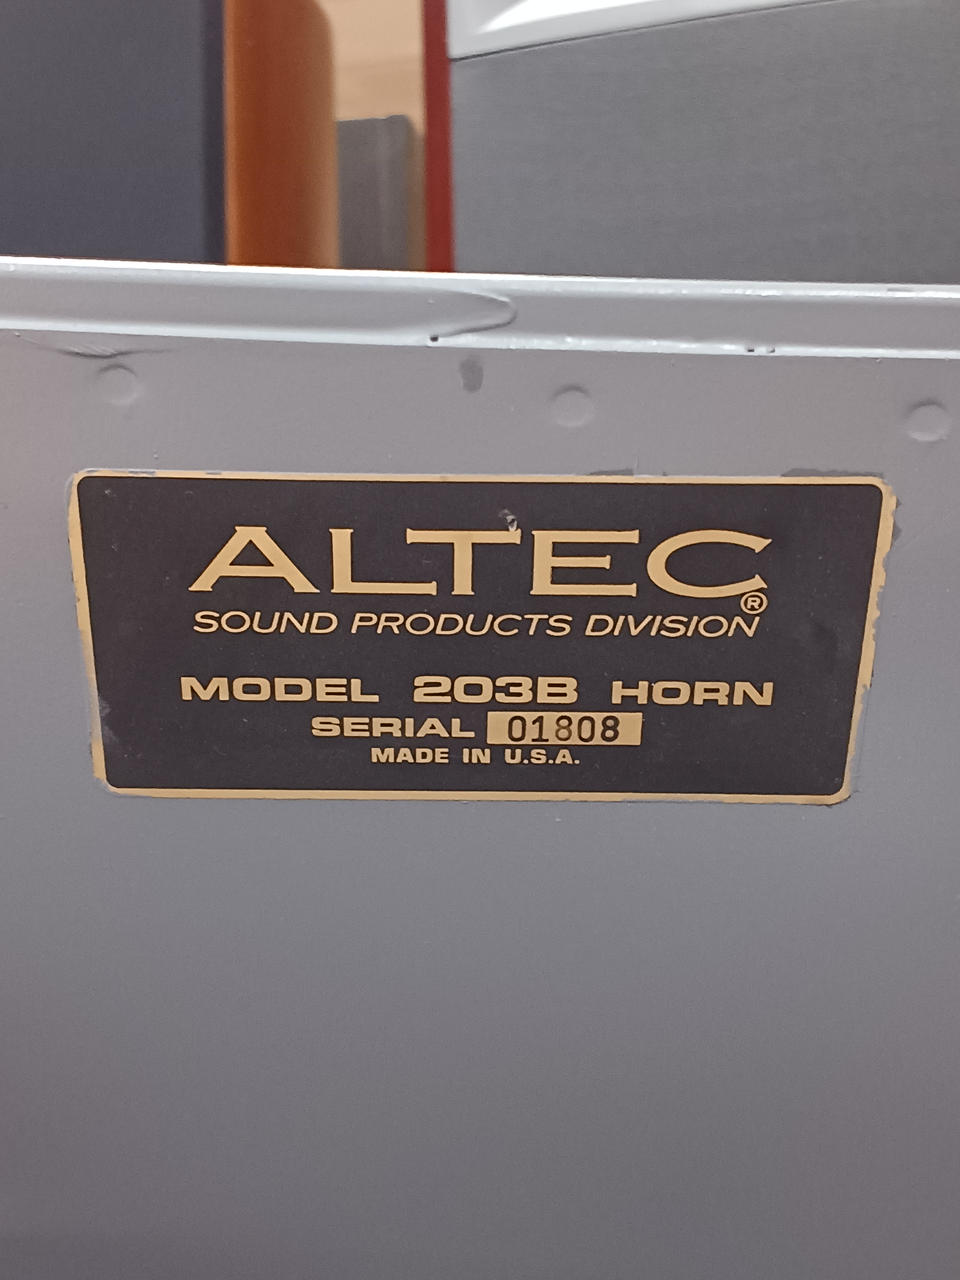 ALTEC®
SOUND PRODUCTS DIVISION
MODEL 203B HORN
SERIAL 01808
MADE IN U.S.A.